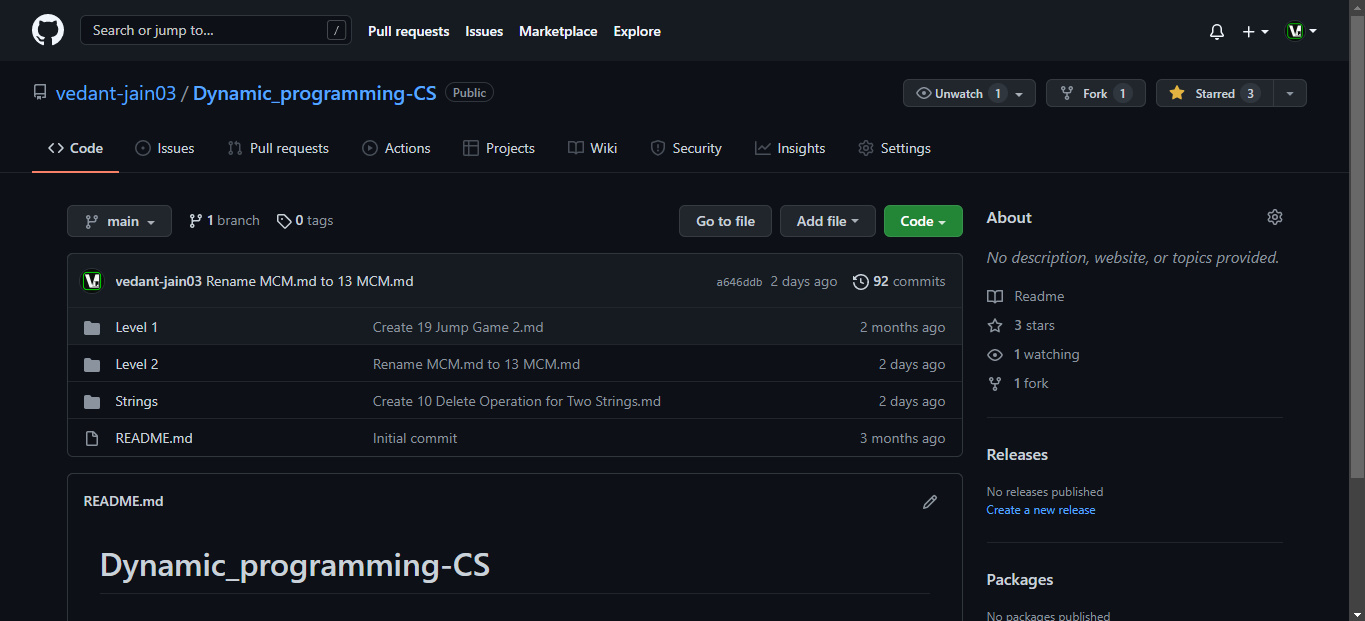 Search or jump to... / Pull requests Issues Marketplace Explore
vedant-jain03 / Dynamic_programming-CS Public Unwatch 1 Fork 1 Starred 3
Code Issues Pull requests Actions Projects Wiki Security Insights Settings
main 1 branch 0 tags Go to file Add file Code
vedant-jain03 Rename MCM.md to 13 MCM.md a646ddb 2 days ago 92 commits
Level 1 Create 19 Jump Game 2.md 2 months ago
Level 2 Rename MCM.md to 13 MCM.md 2 days ago
Strings Create 10 Delete Operation for Two Strings.md 2 days ago
README.md Initial commit 3 months ago
README.md
Dynamic_programming-CS
About
No description, website, or topics provided.
Readme
3 stars
1 watching
1 fork
Releases
No releases published
Create a new release
Packages
No packages published